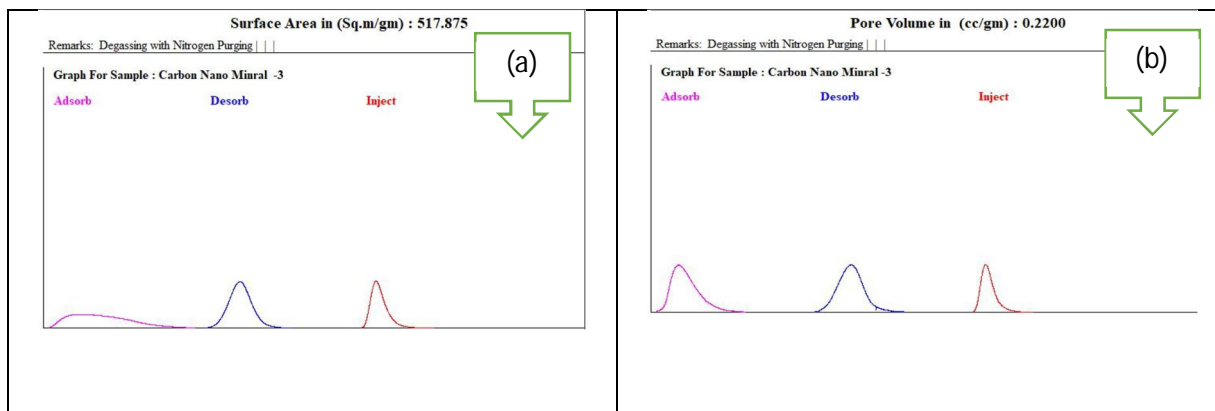 Surface Area in (Sq.m/gm) : 517.875
Remarks: Degassing with Nitrogen Purging | | |
(a)
Graph For Sample : Carbon Nano Minral -3
Adsorb Desorb Inject
Pore Volume in (cc/gm) : 0.2200
Remarks: Degassing with Nitrogen Purging | | |
(b)
Graph For Sample : Carbon Nano Minral -3
Adsorb Desorb Inject